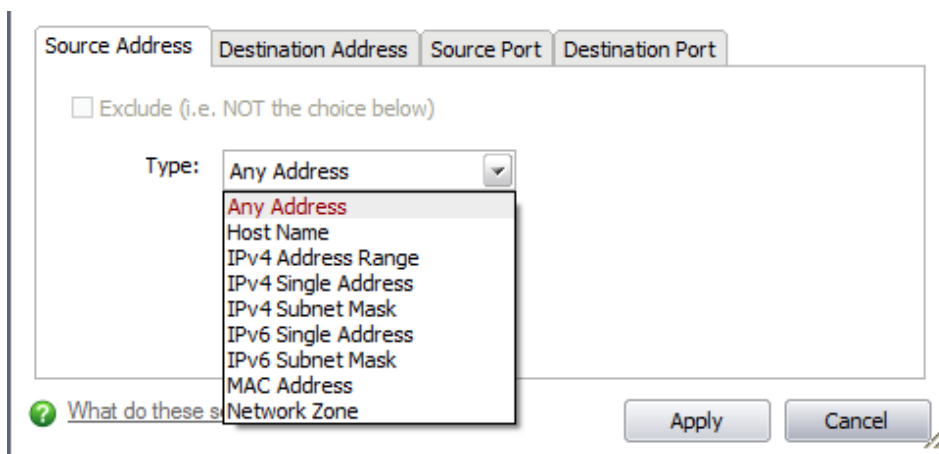 Source Address Destination Address Source Port Destination Port
Exclude (i.e. NOT the choice below)
Type: Any Address
Any Address
Host Name
IPv4 Address Range
IPv4 Single Address
IPv4 Subnet Mask
IPv6 Single Address
IPv6 Subnet Mask
MAC Address
Network Zone
What do these s
Apply Cancel